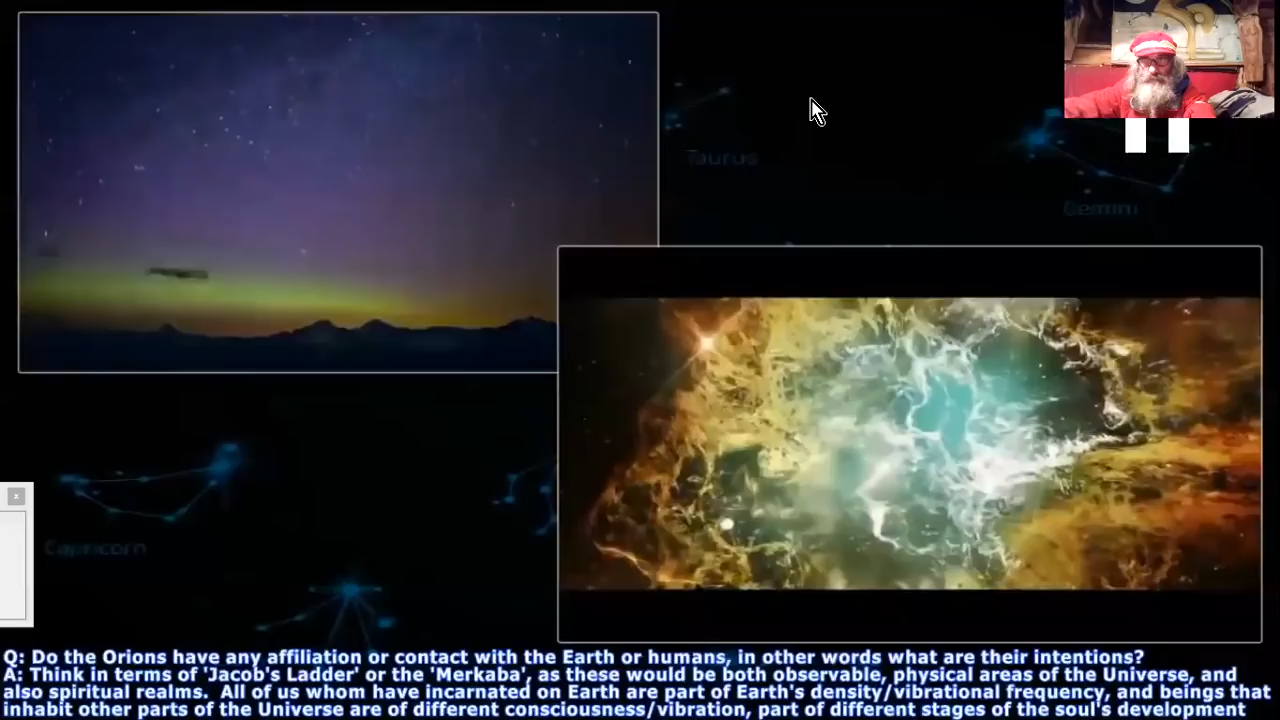 Taurus
Gemini
Capricorn
Q: Do the Orions have any affiliation or contact with the Earth or humans, in other words what are their intentions?
A: Think in terms of 'Jacob's Ladder' or the 'Merkaba', as these would be both observable, physical areas of the Universe, and
also spiritual realms.  All of us whom have incarnated on Earth are part of Earth's density/vibrational frequency, and beings that
inhabit other parts of the Universe are of different consciousness/vibration, part of different stages of the soul's development